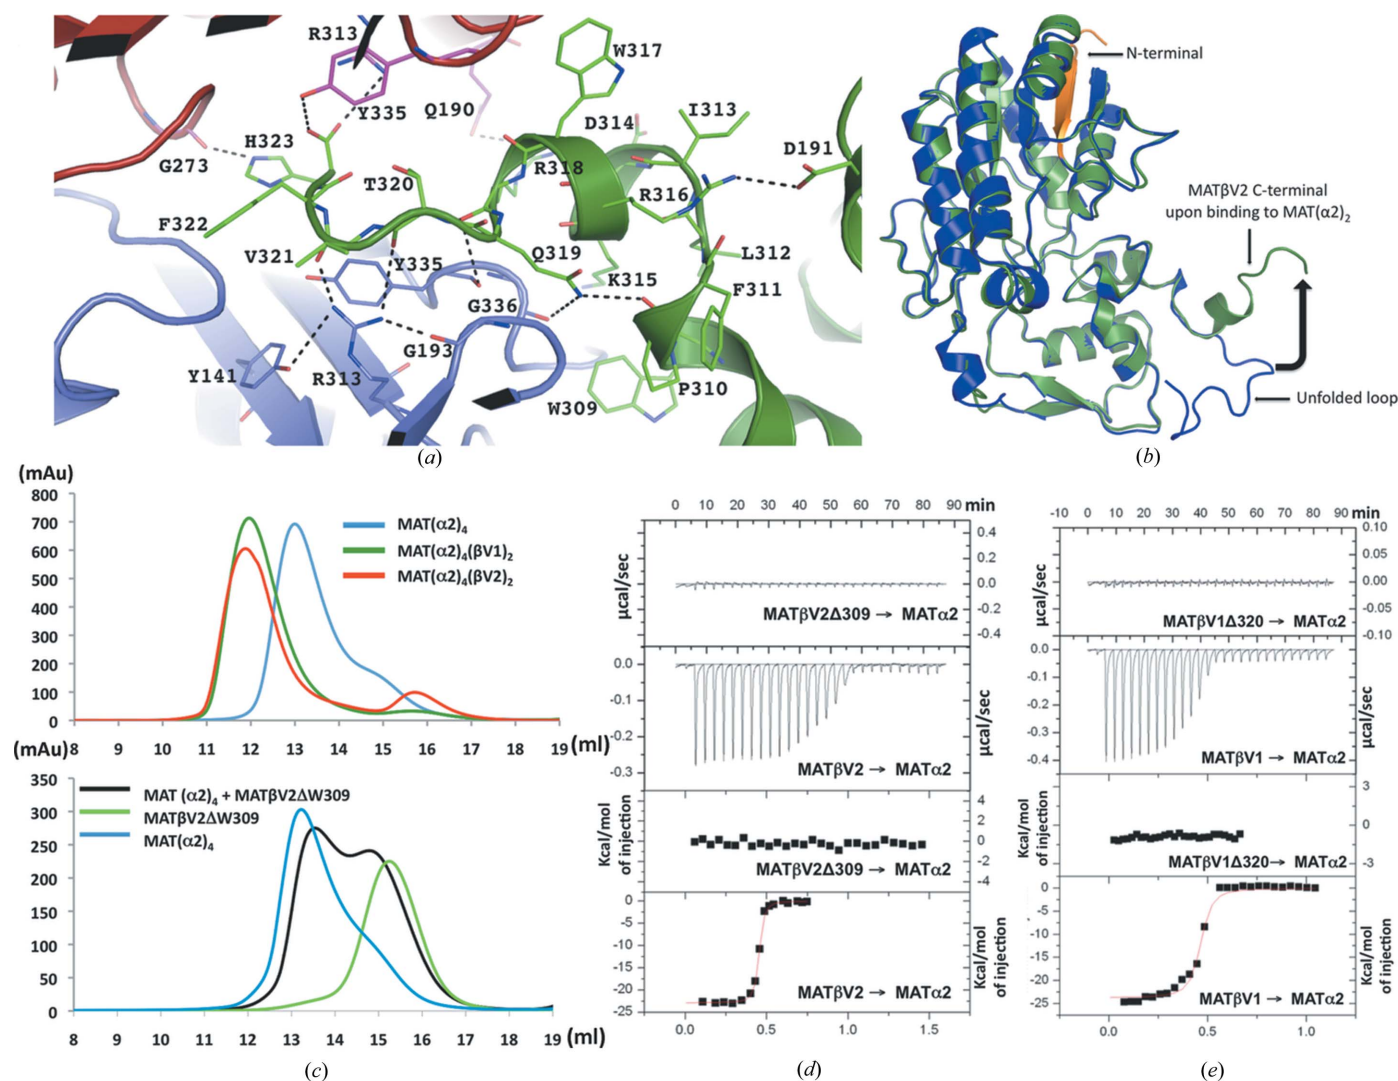 R313
W317
Y335
Q190
D314
I313
D191
G273
H323
T320
R318
R316
F322
Q319
L312
V321
Y335
K315
F311
G336
G193
Y141
R313
W309
P310
(a)
N-terminal
MATβV2 C-terminal
upon binding to MAT(α2)₂
Unfolded loop
(b)
(mAu)
800
700
600
500
400
300
200
100
0
MAT(α2)₄
MAT(α2)₄(βV1)₂
MAT(α2)₄(βV2)₂
8 9 10 11 12 13 14 15 16 17 18 19 (ml)
(mAu)
350
300
250
200
150
100
50
0
MAT (α2)₄ + MATβV2ΔW309
MATβV2ΔW309
MAT(α2)₄
8 9 10 11 12 13 14 15 16 17 18 19 (ml)
(c)
0 10 20 30 40 50 60 70 80 90 min
0.4
0.2
0.0
-0.2
-0.4
μcal/sec
μcal/sec
MATβV2Δ309 → MATα2
0.0
-0.1
-0.2
-0.3
μcal/sec
MATβV2 → MATα2
Kcal/mol
of injection
4
2
0
-2
-4
MATβV2Δ309 → MATα2
0
-5
-10
-15
-20
-25
Kcal/mol
of injection
MATβV2 → MATα2
0.0 0.5 1.0 1.5
(d)
-10 0 10 20 30 40 50 60 70 80 90 min
0.10
0.05
0.00
-0.05
-0.10
μcal/sec
MATβV1Δ320 → MATα2
0.0
-0.1
-0.2
-0.3
-0.4
μcal/sec
MATβV1 → MATα2
Kcal/mol
of injection
3
0
-3
MATβV1Δ320→ MATα2
0
-5
-10
-15
-20
-25
Kcal/mol
of injection
MATβV1 → MATα2
0.0 0.5 1.0
(e)